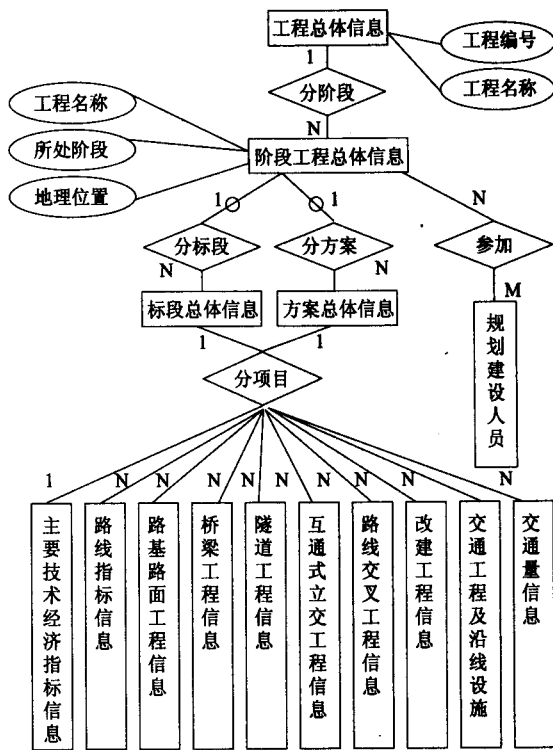 工程总体信息
工程编号
工程名称
1
分阶段
N
工程名称
所处阶段
地理位置
阶段工程总体信息
1
1
N
分标段
分方案
参加
N
N
M
标段总体信息
方案总体信息
规划建设人员
1
1
分项目
1 N N N N N N N N N
主要技术经济指标信息
路线指标信息
路基路面工程信息
桥梁工程信息
隧道工程信息
互通式立交工程信息
路线交叉工程信息
改建工程信息
交通工程及沿线设施
交通量信息